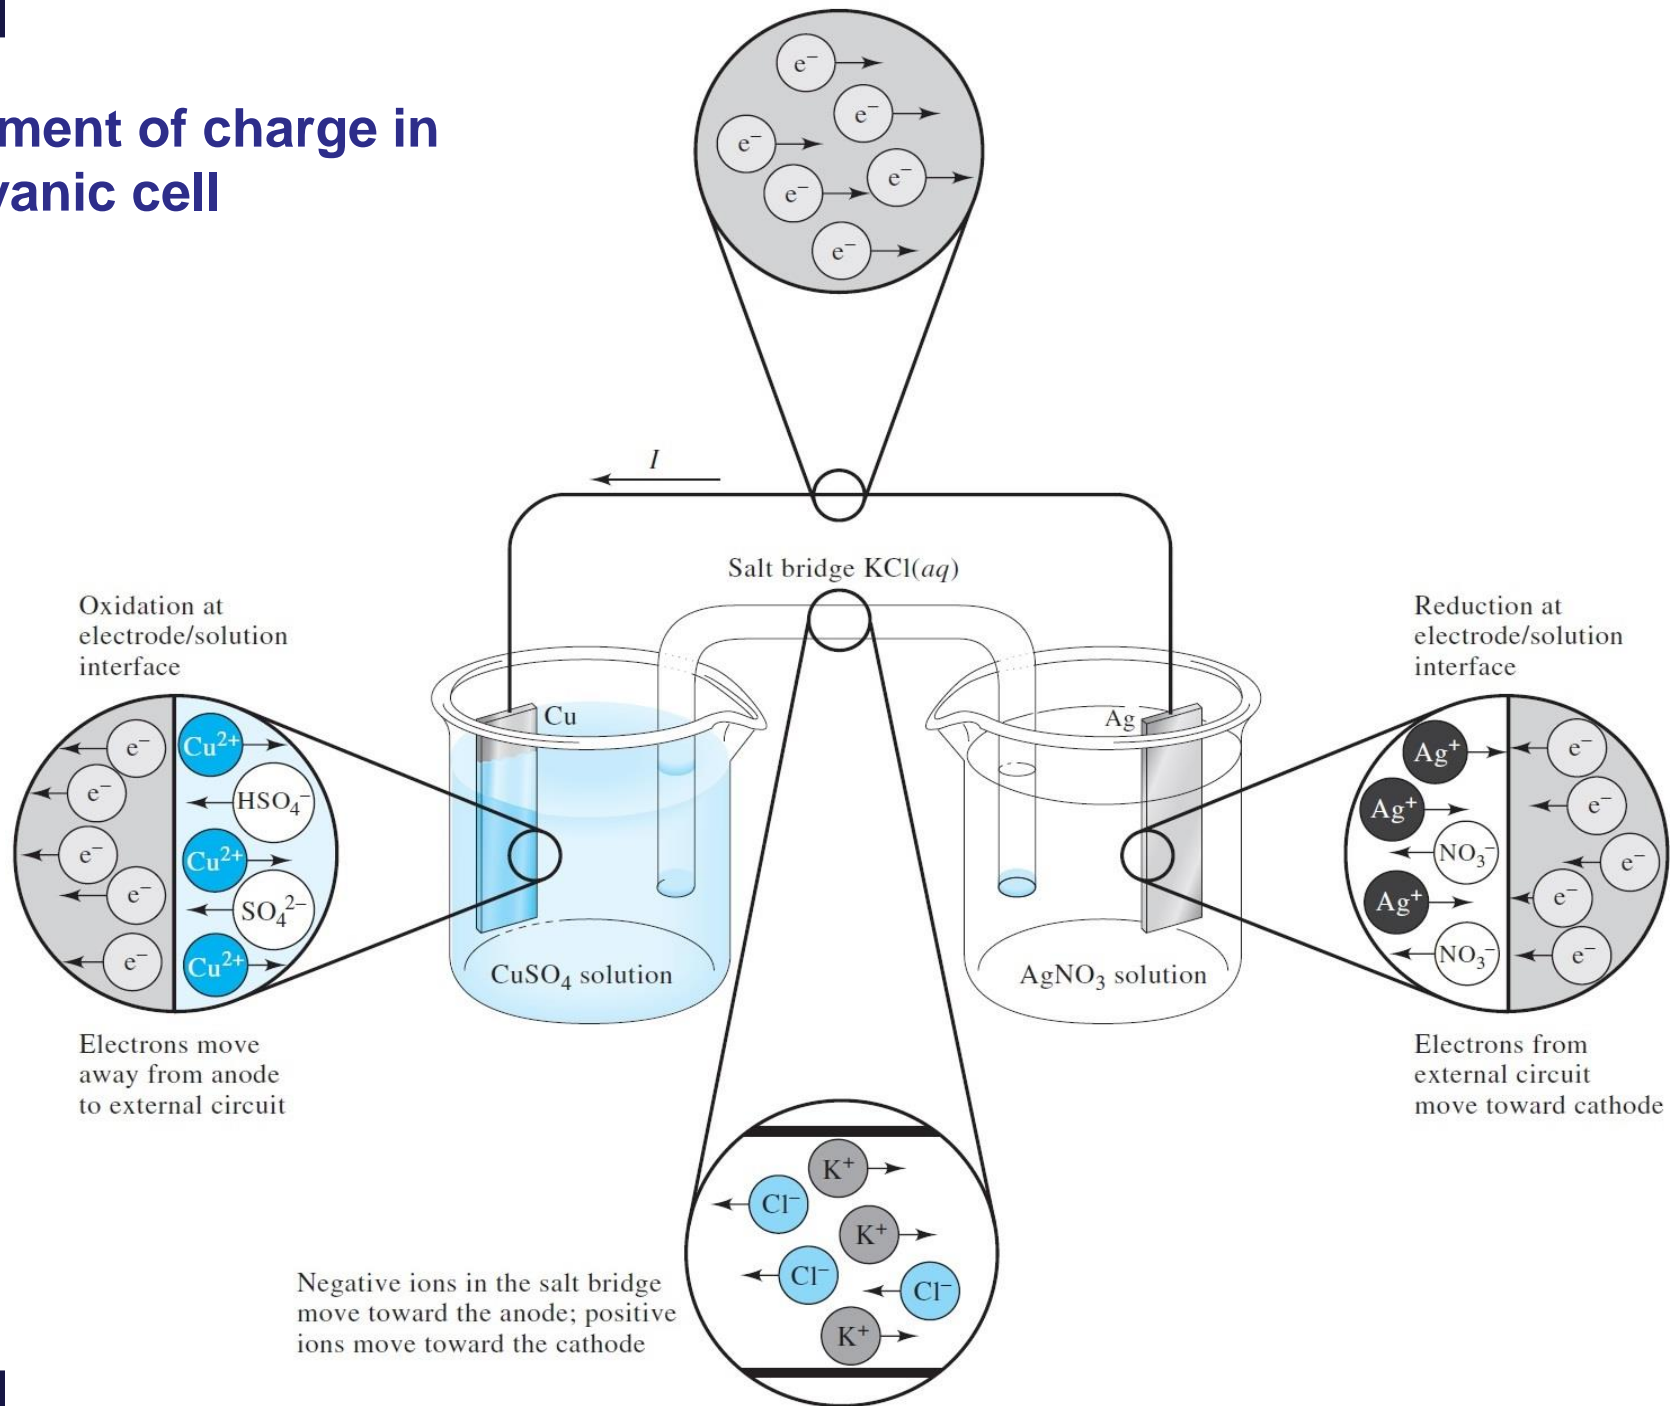 ment of charge in
vanic cell
e⁻
e⁻
e⁻
e⁻
e⁻
e⁻
I
Salt bridge KCl(aq)
Oxidation at
electrode/solution
interface
Reduction at
electrode/solution
interface
Cu
Ag
e⁻
Cu²⁺
e⁻
HSO₄⁻
e⁻
Cu²⁺
e⁻
SO₄²⁻
e⁻
Cu²⁺
Ag⁺
e⁻
Ag⁺
e⁻
NO₃⁻
e⁻
Ag⁺
e⁻
NO₃⁻
e⁻
CuSO₄ solution
AgNO₃ solution
Electrons move
away from anode
to external circuit
Electrons from
external circuit
move toward cathode
K⁺
Cl⁻
K⁺
Cl⁻
Cl⁻
K⁺
Negative ions in the salt bridge
move toward the anode; positive
ions move toward the cathode